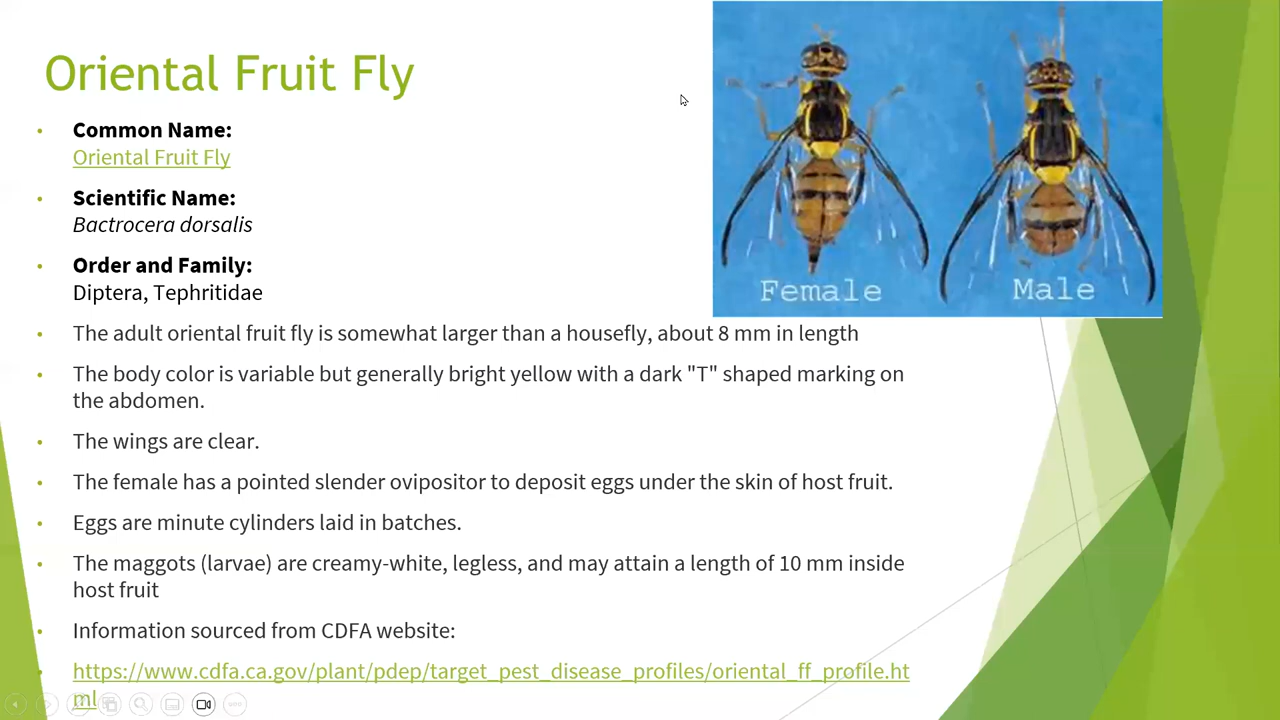 Oriental Fruit Fly
Common Name:
Oriental Fruit Fly
Scientific Name:
Bactrocera dorsalis
Order and Family:
Diptera, Tephritidae
Female
Male
The adult oriental fruit fly is somewhat larger than a housefly, about 8 mm in length
The body color is variable but generally bright yellow with a dark "T" shaped marking on
the abdomen.
The wings are clear.
The female has a pointed slender ovipositor to deposit eggs under the skin of host fruit.
Eggs are minute cylinders laid in batches.
The maggots (larvae) are creamy-white, legless, and may attain a length of 10 mm inside
host fruit
Information sourced from CDFA website:
https://www.cdfa.ca.gov/plant/pdep/target_pest_disease_profiles/oriental_ff_profile.ht
ml